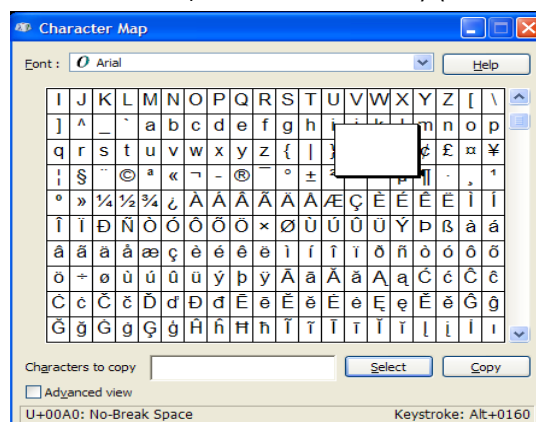 Character Map
Font : O Arial Help
I J K L M N O P Q R S T U V W X Y Z [ \
] ^ _ ` a b c d e f g h m n o p
q r s t u v w x y z { | ¢ £ ¤ ¥
¦ § ¨ © ª « ¬ - ® ¯ ° ± µ ¶ · ¸ ¹
º » ¼ ½ ¾ ¿ À Á Â Ã Ä Å Æ Ç È É Ê Ë Ì Í
Î Ï Ð Ñ Ò Ó Ô Õ Ö × Ø Ù Ú Û Ü Ý Þ ß à á
â ã ä å æ ç è é ê ë ì í î ï ð ñ ò ó ô õ
ö ÷ ø ù ú û ü ý þ ÿ Ā ā Ă ă Ą ą Ć ć Ĉ ĉ
Ċ ċ Č č Ď ď Đ đ Ē ē Ĕ ĕ Ė ė Ę ę Ě ě Ĝ ĝ
Ğ ğ Ġ ġ Ģ ģ Ĥ ĥ Ħ ħ Ĩ ĩ Ī ī Ĭ ĭ Į į İ ı
Characters to copy Select Copy
Advanced view
U+00A0: No-Break Space Keystroke: Alt+0160